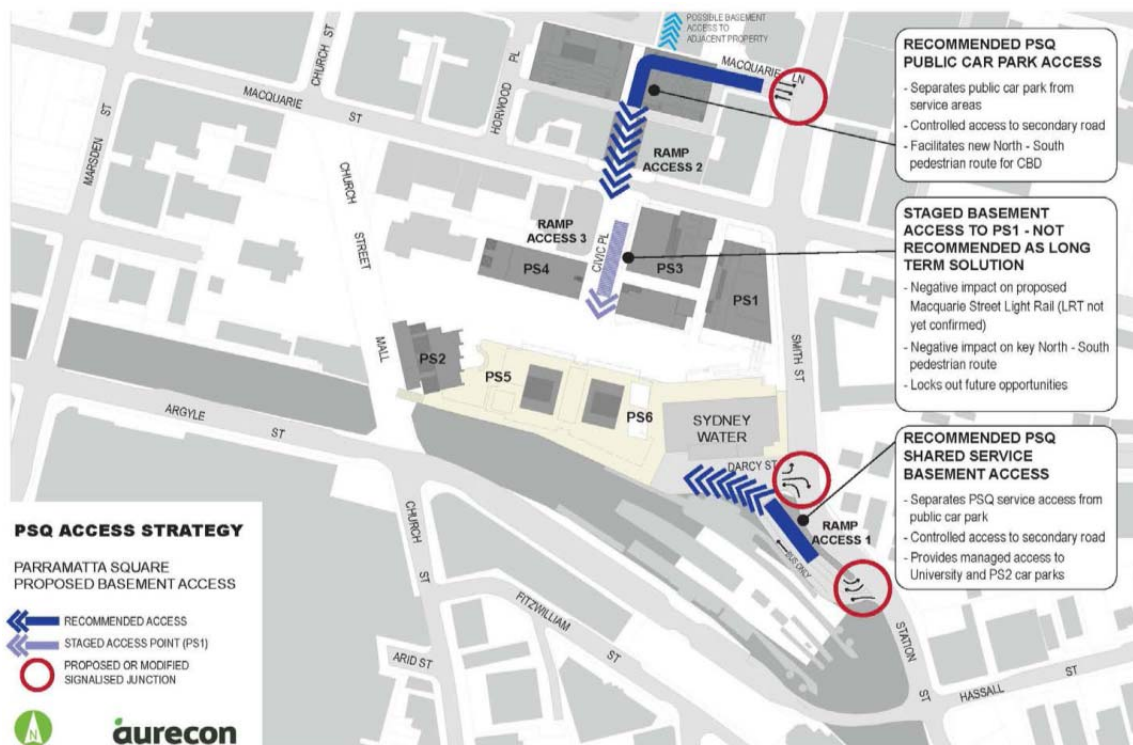 POSSIBLE BASEMENT
ACCESS TO
ADJACENT PROPERTY
CHURCH ST
HORWOOD PL
MACQUARIE LN
MACQUARIE ST
MARSDEN ST
CHURCH
STREET
MALL
RAMP
ACCESS 2
RAMP
ACCESS 3
CIVIC PL
PS4
PS3
PS1
PS2
PS5
PS6
SYDNEY
WATER
SMITH ST
DARCY ST
RAMP
ACCESS 1
BUS ONLY
ARGYLE ST
CHURCH ST
FITZWILLIAM ST
ARID ST
STATION ST
HASSALL ST
RECOMMENDED PSQ
PUBLIC CAR PARK ACCESS
- Separates public car park from
service areas
- Controlled access to secondary road
- Facilitates new North - South
pedestrian route for CBD
STAGED BASEMENT
ACCESS TO PS1 - NOT
RECOMMENDED AS LONG
TERM SOLUTION
- Negative impact on proposed
Macquarie Street Light Rail (LRT not
yet confirmed)
- Negative impact on key North - South
pedestrian route
- Locks out future opportunities
RECOMMENDED PSQ
SHARED SERVICE
BASEMENT ACCESS
- Separates PSQ service access from
public car park
- Controlled access to secondary road
- Provides managed access to
University and PS2 car parks
PSQ ACCESS STRATEGY
PARRAMATTA SQUARE
PROPOSED BASEMENT ACCESS
RECOMMENDED ACCESS
STAGED ACCESS POINT (PS1)
PROPOSED OR MODIFIED
SIGNALISED JUNCTION
N
aurecon